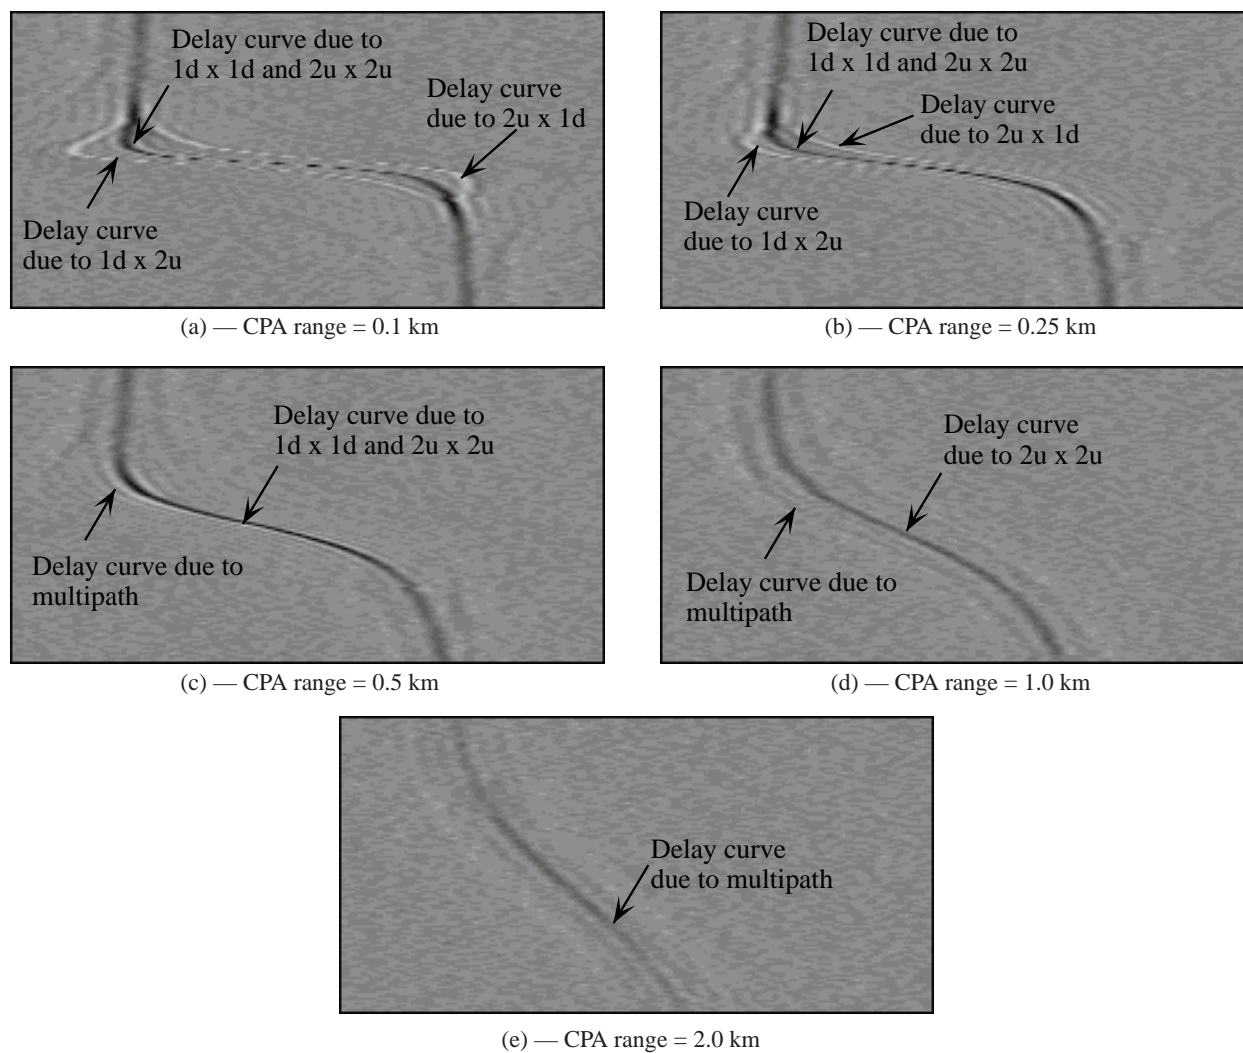 Delay curve due to
1d x 1d and 2u x 2u
Delay curve
due to 2u x 1d
Delay curve
due to 1d x 2u
(a) — CPA range = 0.1 km
Delay curve due to
1d x 1d and 2u x 2u
Delay curve
due to 2u x 1d
Delay curve
due to 1d x 2u
(b) — CPA range = 0.25 km
Delay curve due to
1d x 1d and 2u x 2u
Delay curve due to
multipath
(c) — CPA range = 0.5 km
Delay curve
due to 2u x 2u
Delay curve due to
multipath
(d) — CPA range = 1.0 km
Delay curve
due to multipath
(e) — CPA range = 2.0 km